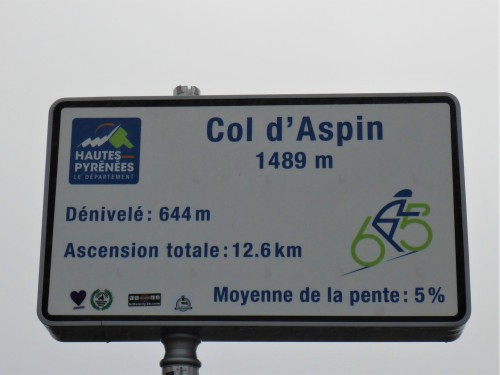 Col d'Aspin
1489 m
HAUTES-
PYRÉNÉES
LE DÉPARTEMENT
Dénivelé : 644 m
Ascension totale : 12.6 km
Moyenne de la pente : 5 %
65